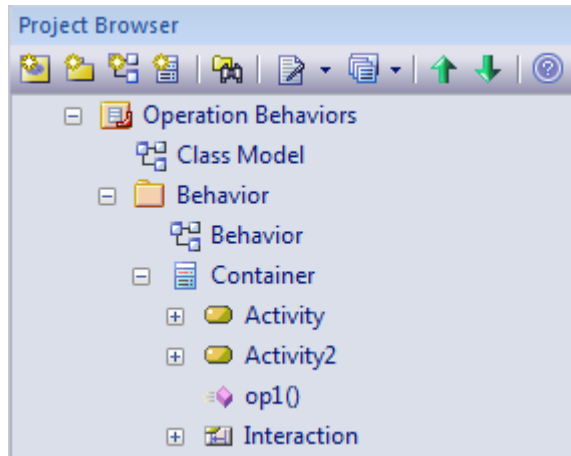 Project Browser
Operation Behaviors
Class Model
Behavior
Behavior
Container
Activity
Activity2
op1()
Interaction